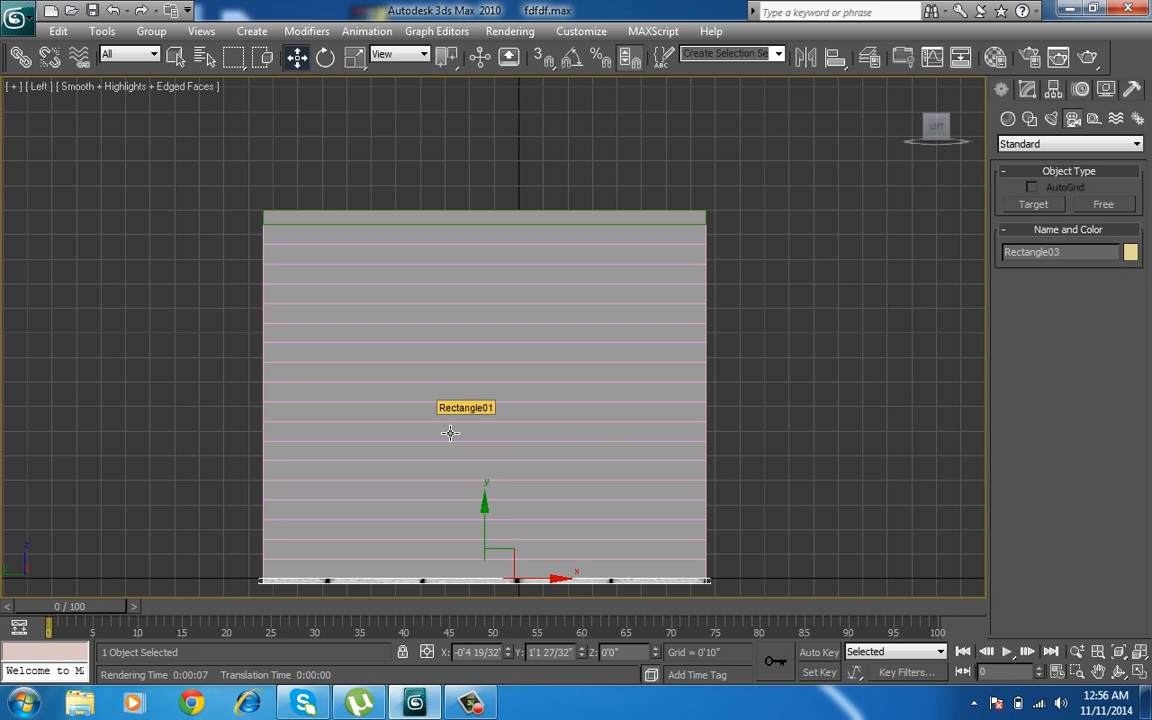 Autodesk 3ds Max 2010 fdfdf.max
Type a keyword or phrase
Edit Tools Group Views Create Modifiers Animation Graph Editors Rendering Customize MAXScript Help
All View Create Selection Se
[ + ] [ Left ] [ Smooth + Highlights + Edged Faces ]
Standard
Object Type
AutoGrid
Target Free
Name and Color
Rectangle03
Rectangle01
y
x
z
y
0 / 100
0 5 10 15 20 25 30 35 40 45 50 55 60 65 70 75 80 85 90 95 100
1 Object Selected X: -0'4 19/32" Y: 1'1 27/32" Z: 0'0" Grid = 0'10" Auto Key Selected
Welcome to M Rendering Time 0:00:07 Translation Time 0:00:00 Add Time Tag Set Key Key Filters... 0
12:56 AM
11/11/2014